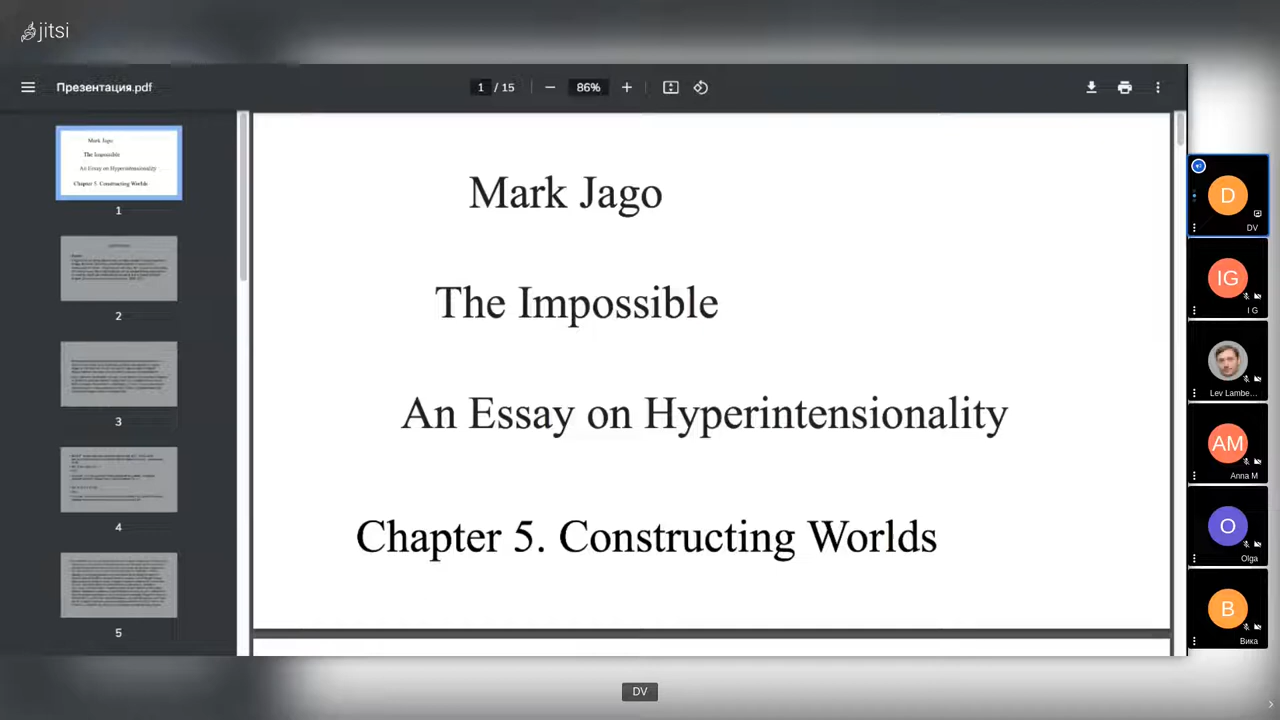 jitsi
Презентация.pdf
1 / 15
86%
Mark Jago
The Impossible
An Essay on Hyperintensionality
Chapter 5. Constructing Worlds
Mark Jago
The Impossible
An Essay on Hyperintensionality
Chapter 5. Constructing Worlds
1
2
3
4
5
D
DV
IG
I G
Lev Lambe...
AM
Anna M
O
Olga
B
Вика
DV